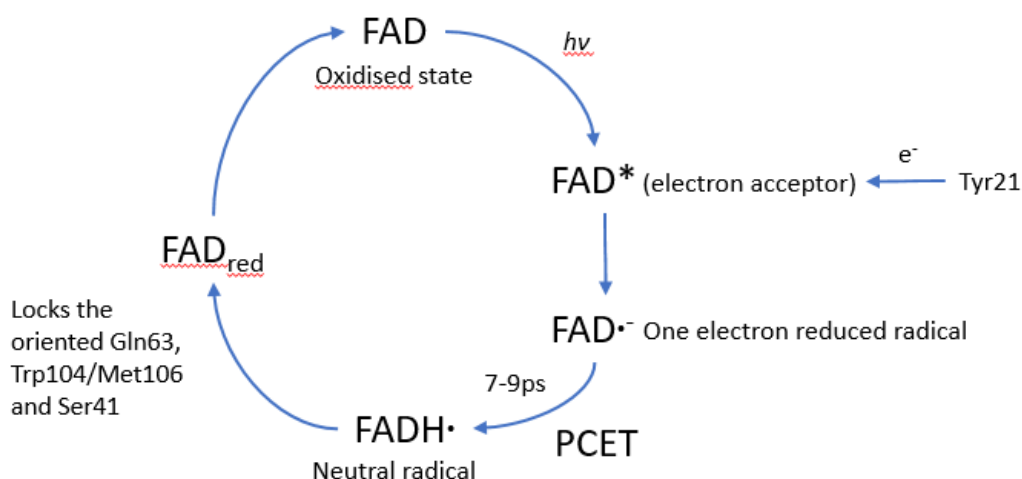 FAD
Oxidised state
hv
e-
FAD* (electron acceptor)
Tyr21
FADred
Locks the
oriented Gln63,
Trp104/Met106
and Ser41
FAD•- One electron reduced radical
7-9ps
PCET
FADH•
Neutral radical